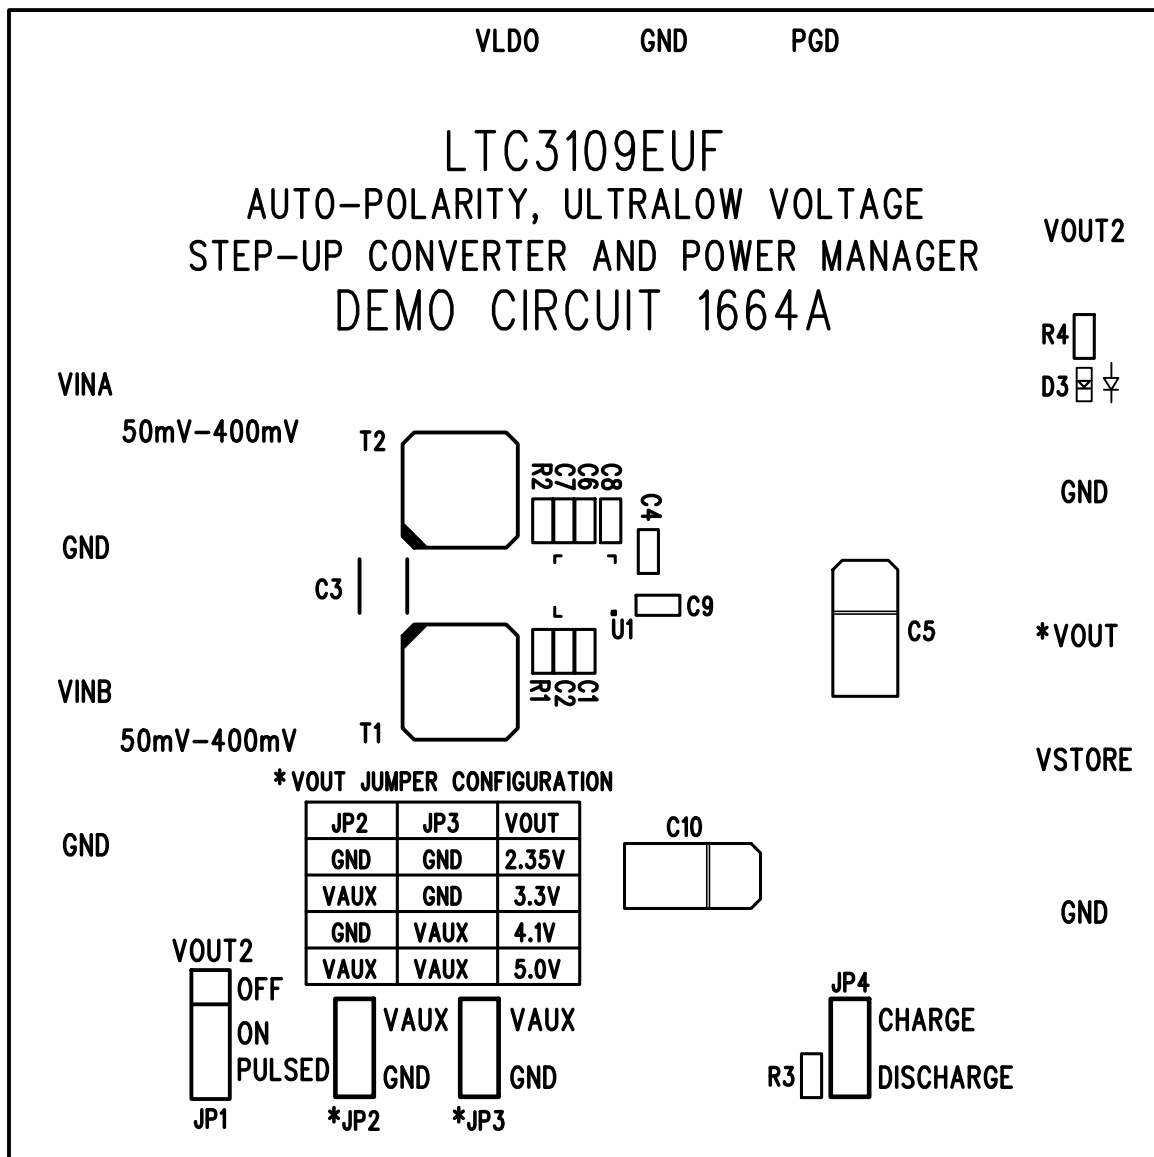 VLDO GND PGD
LTC3109EUF
AUTO-POLARITY, ULTRALOW VOLTAGE
STEP-UP CONVERTER AND POWER MANAGER
DEMO CIRCUIT 1664A
VOUT2
R4
D3
VINA
50mV-400mV
T2
R2
C7
C6
C8
C4
GND
GND
C3
C9
U1
C5
*VOUT
R1
C2
C1
VINB
50mV-400mV
T1
VSTORE
*VOUT JUMPER CONFIGURATION
JP2 JP3 VOUT
GND GND 2.35V
VAUX GND 3.3V
GND VAUX 4.1V
VAUX VAUX 5.0V
GND
C10
GND
VOUT2
OFF
ON
PULSED
JP1
VAUX
GND
*JP2
VAUX
GND
*JP3
JP4
CHARGE
R3
DISCHARGE